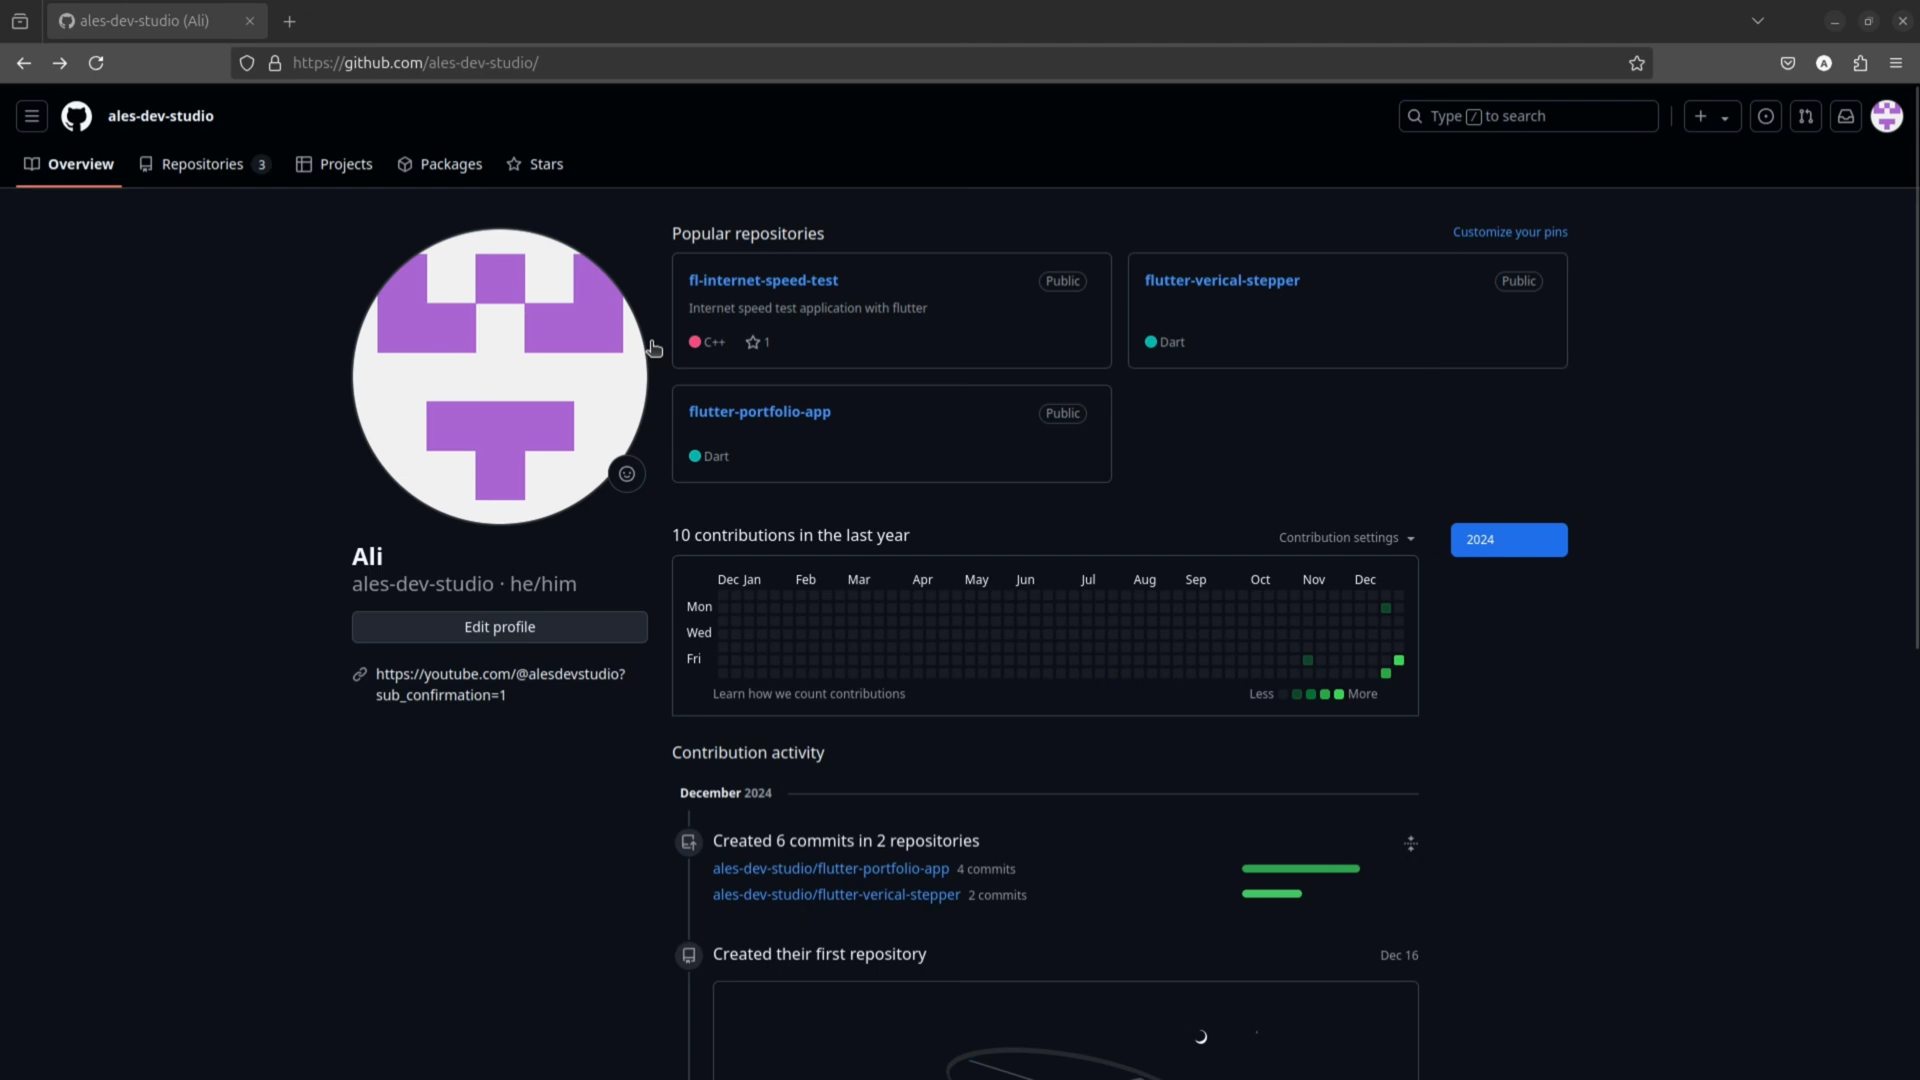 ales-dev-studio (Ali)
https://github.com/ales-dev-studio/
A
ales-dev-studio
Type / to search
Overview
Repositories 3
Projects
Packages
Stars
Popular repositories
Customize your pins
fl-internet-speed-test
Public
Internet speed test application with flutter
C++ 1
flutter-verical-stepper
Public
Dart
flutter-portfolio-app
Public
Dart
Ali
ales-dev-studio · he/him
Edit profile
https://youtube.com/@alesdevstudio?
sub_confirmation=1
10 contributions in the last year
Contribution settings
2024
Dec Jan Feb Mar Apr May Jun Jul Aug Sep Oct Nov Dec
Mon
Wed
Fri
Learn how we count contributions
Less More
Contribution activity
December 2024
Created 6 commits in 2 repositories
ales-dev-studio/flutter-portfolio-app 4 commits
ales-dev-studio/flutter-verical-stepper 2 commits
Created their first repository
Dec 16